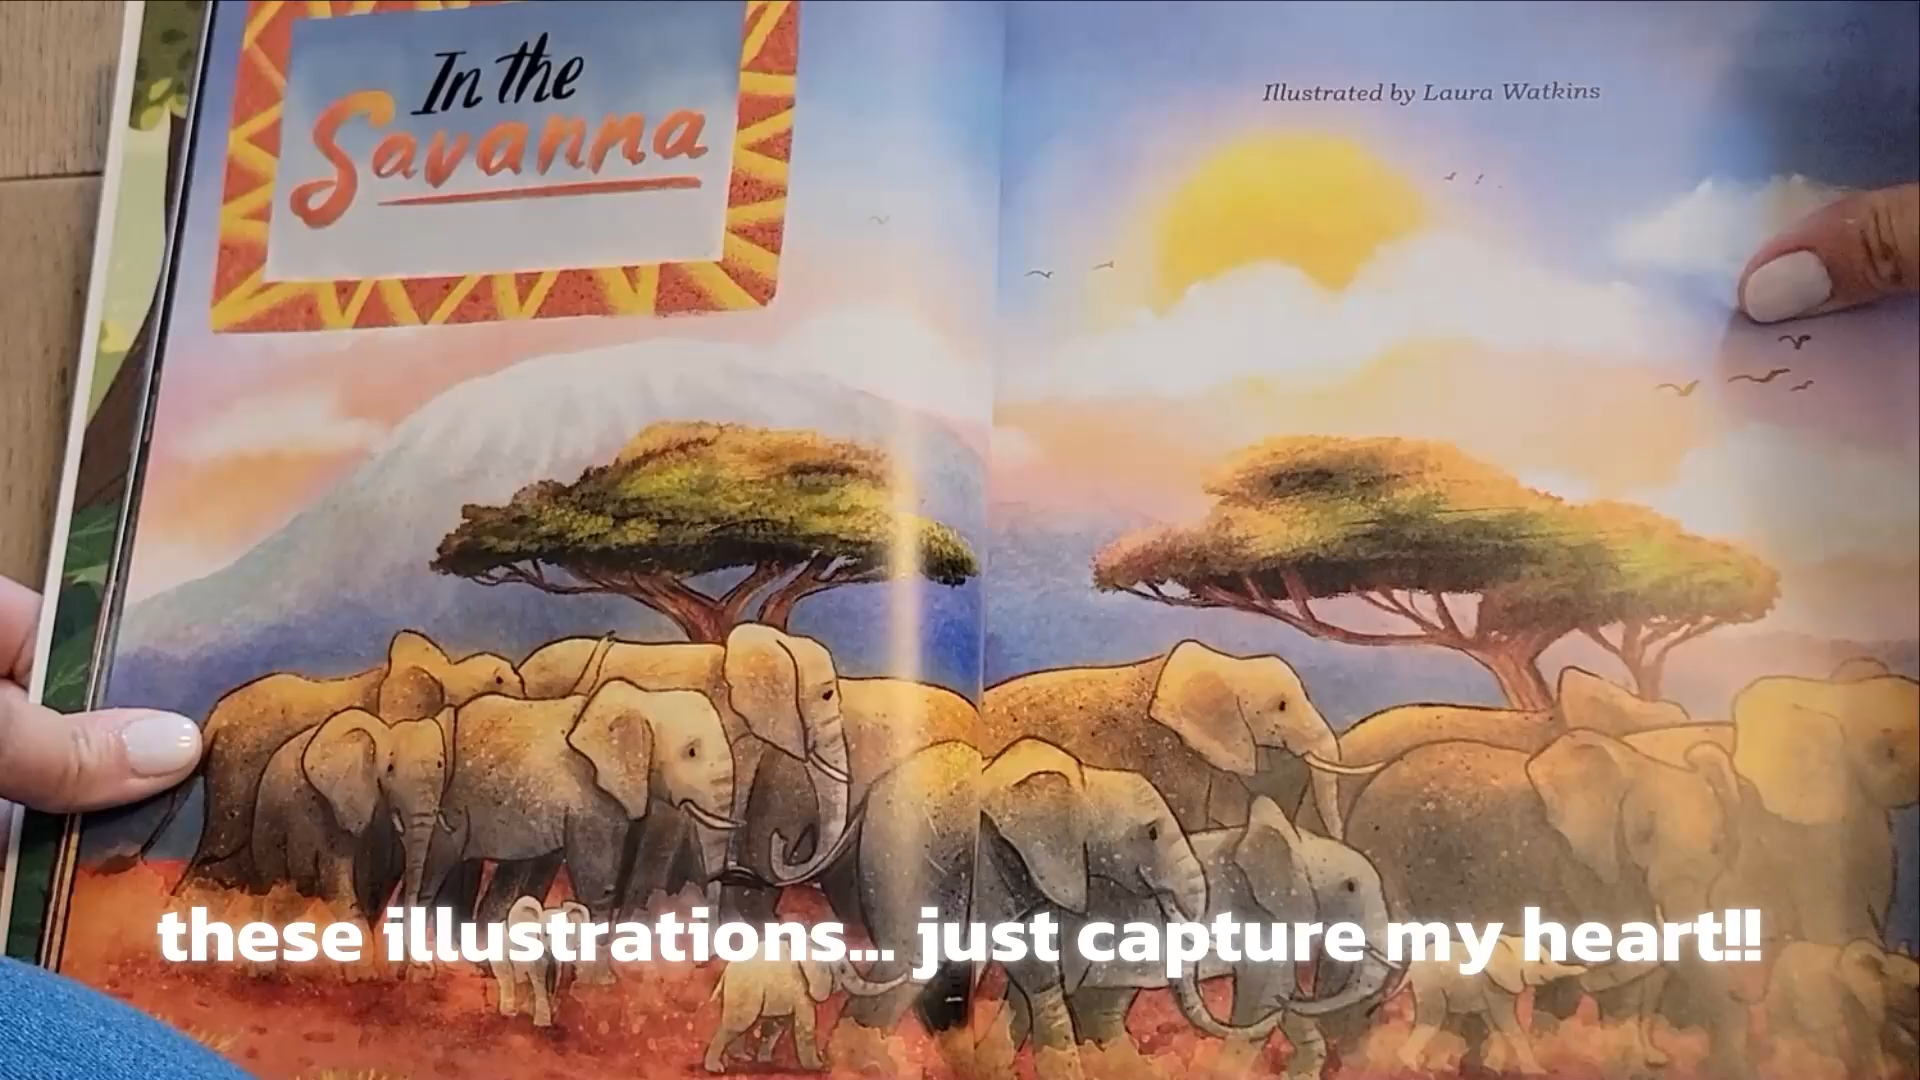 In the
Savanna
Illustrated by Laura Watkins
these illustrations... just capture my heart!!